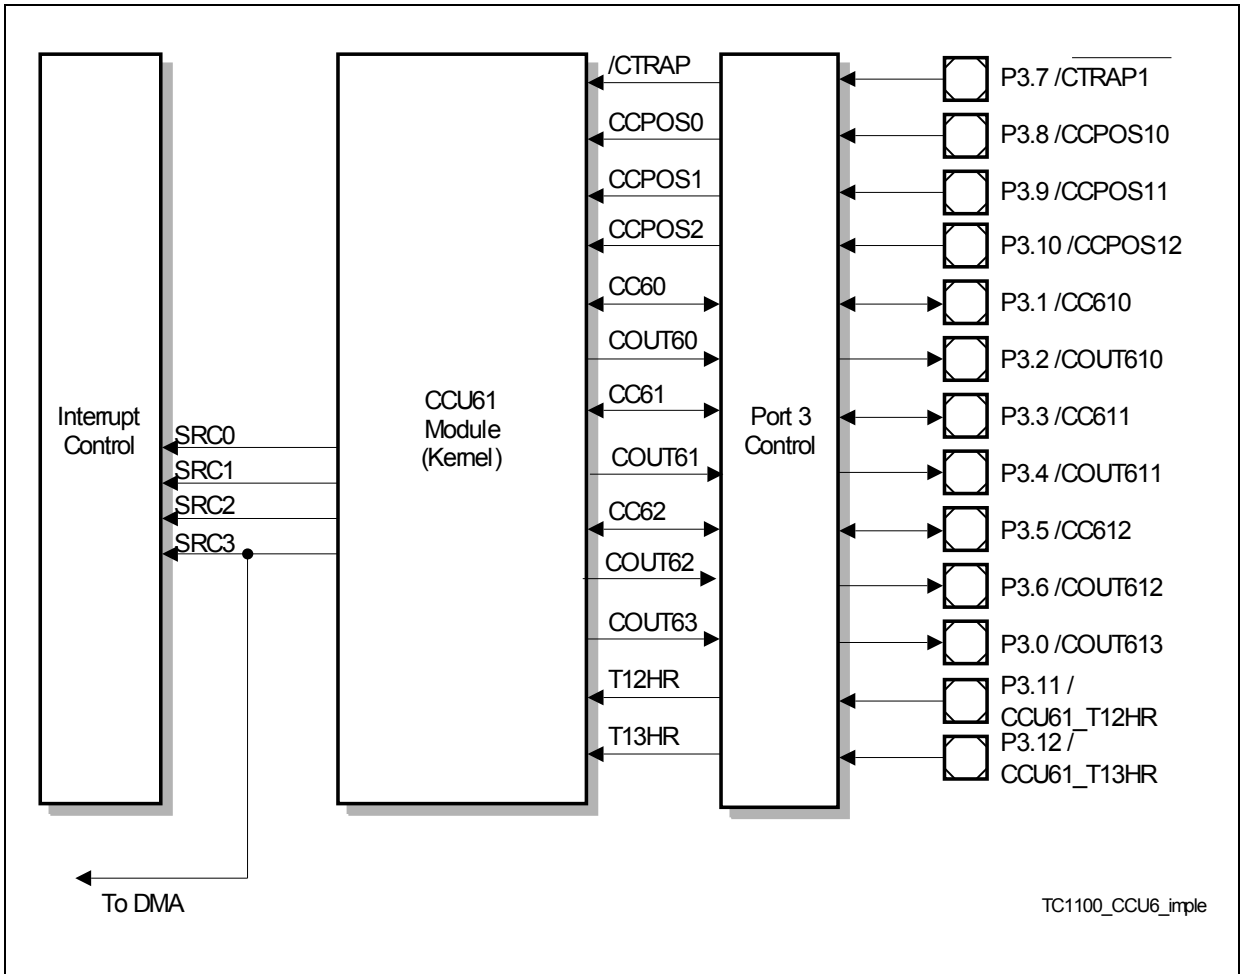 Interrupt
Control
SRC0
SRC1
SRC2
SRC3
To DMA
CCU61
Module
(Kernel)
/CTRAP
CCPOS0
CCPOS1
CCPOS2
CC60
COUT60
CC61
COUT61
CC62
COUT62
COUT63
T12HR
T13HR
Port 3
Control
P3.7 /CTRAP1
P3.8 /CCPOS10
P3.9 /CCPOS11
P3.10 /CCPOS12
P3.1 /CC610
P3.2 /COUT610
P3.3 /CC611
P3.4 /COUT611
P3.5 /CC612
P3.6 /COUT612
P3.0 /COUT613
P3.11 /
CCU61_T12HR
P3.12 /
CCU61_T13HR
TC1100_CCU6_imple